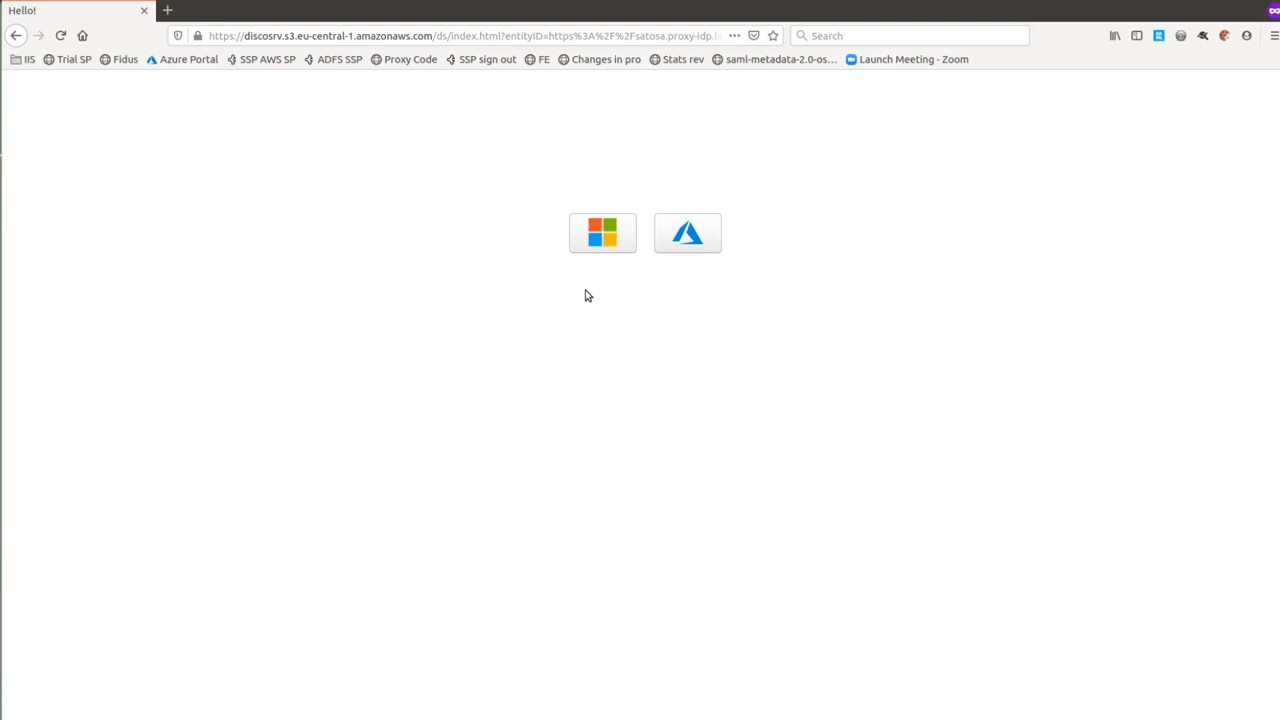 Hello!
https://discosrv.s3.eu-central-1.amazonaws.com/ds/index.html?entityID=https%3A%2F%2Fsatosa.proxy-idp.l
Search
IIS Trial SP Fidus Azure Portal SSP AWS SP ADFS SSP Proxy Code SSP sign out FE Changes in pro Stats rev saml-metadata-2.0-os… Launch Meeting - Zoom